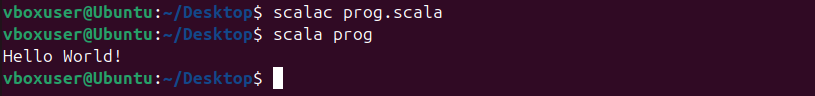 vboxuser@Ubuntu:~/Desktop$ scalac prog.scala
vboxuser@Ubuntu:~/Desktop$ scala prog
Hello World!
vboxuser@Ubuntu:~/Desktop$